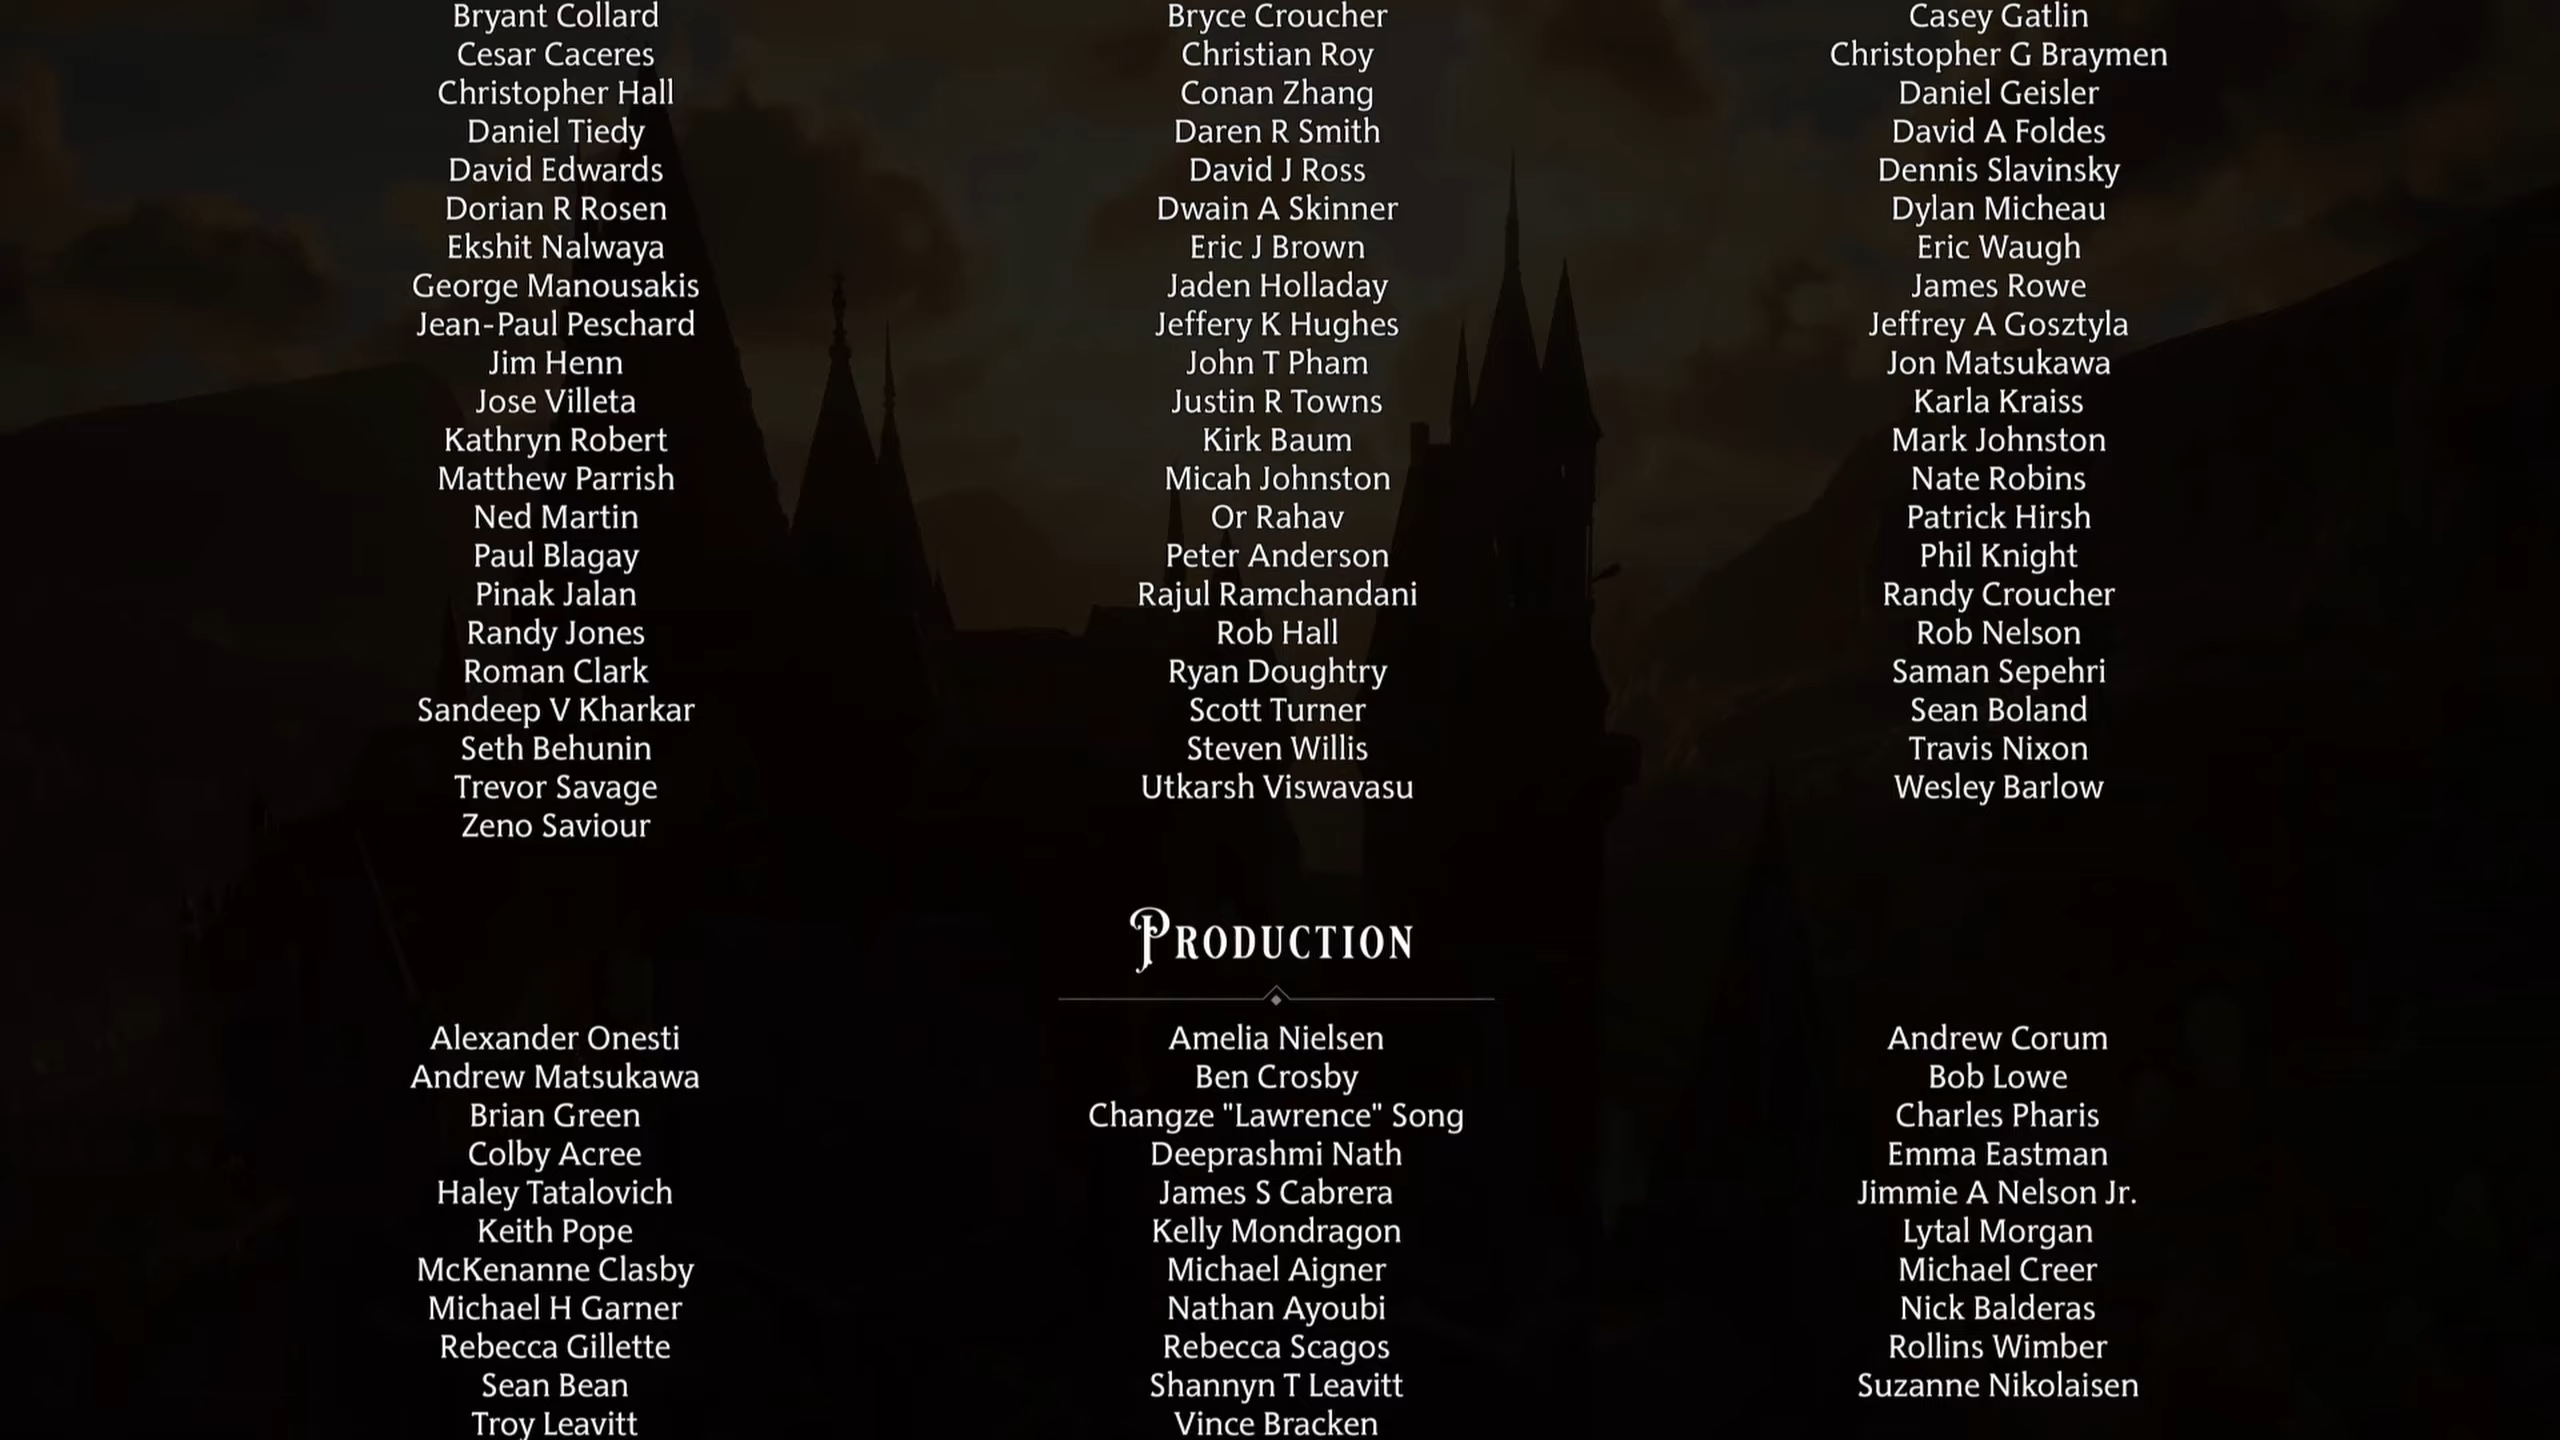 Bryant Collard Bryce Croucher Casey Gatlin
Cesar Caceres Christian Roy Christopher G Braymen
Christopher Hall Conan Zhang Daniel Geisler
Daniel Tiedy Daren R Smith David A Foldes
David Edwards David J Ross Dennis Slavinsky
Dorian R Rosen Dwain A Skinner Dylan Micheau
Ekshit Nalwaya Eric J Brown Eric Waugh
George Manousakis Jaden Holladay James Rowe
Jean-Paul Peschard Jeffery K Hughes Jeffrey A Gosztyla
Jim Henn John T Pham Jon Matsukawa
Jose Villeta Justin R Towns Karla Kraiss
Kathryn Robert Kirk Baum Mark Johnston
Matthew Parrish Micah Johnston Nate Robins
Ned Martin Or Rahav Patrick Hirsh
Paul Blagay Peter Anderson Phil Knight
Pinak Jalan Rajul Ramchandani Randy Croucher
Randy Jones Rob Hall Rob Nelson
Roman Clark Ryan Doughtry Saman Sepehri
Sandeep V Kharkar Scott Turner Sean Boland
Seth Behunin Steven Willis Travis Nixon
Trevor Savage Utkarsh Viswavasu Wesley Barlow
Zeno Saviour
PRODUCTION
Alexander Onesti Amelia Nielsen Andrew Corum
Andrew Matsukawa Ben Crosby Bob Lowe
Brian Green Changze "Lawrence" Song Charles Pharis
Colby Acree Deeprashmi Nath Emma Eastman
Haley Tatalovich James S Cabrera Jimmie A Nelson Jr.
Keith Pope Kelly Mondragon Lytal Morgan
McKenanne Clasby Michael Aigner Michael Creer
Michael H Garner Nathan Ayoubi Nick Balderas
Rebecca Gillette Rebecca Scagos Rollins Wimber
Sean Bean Shannyn T Leavitt Suzanne Nikolaisen
Troy Leavitt Vince Bracken